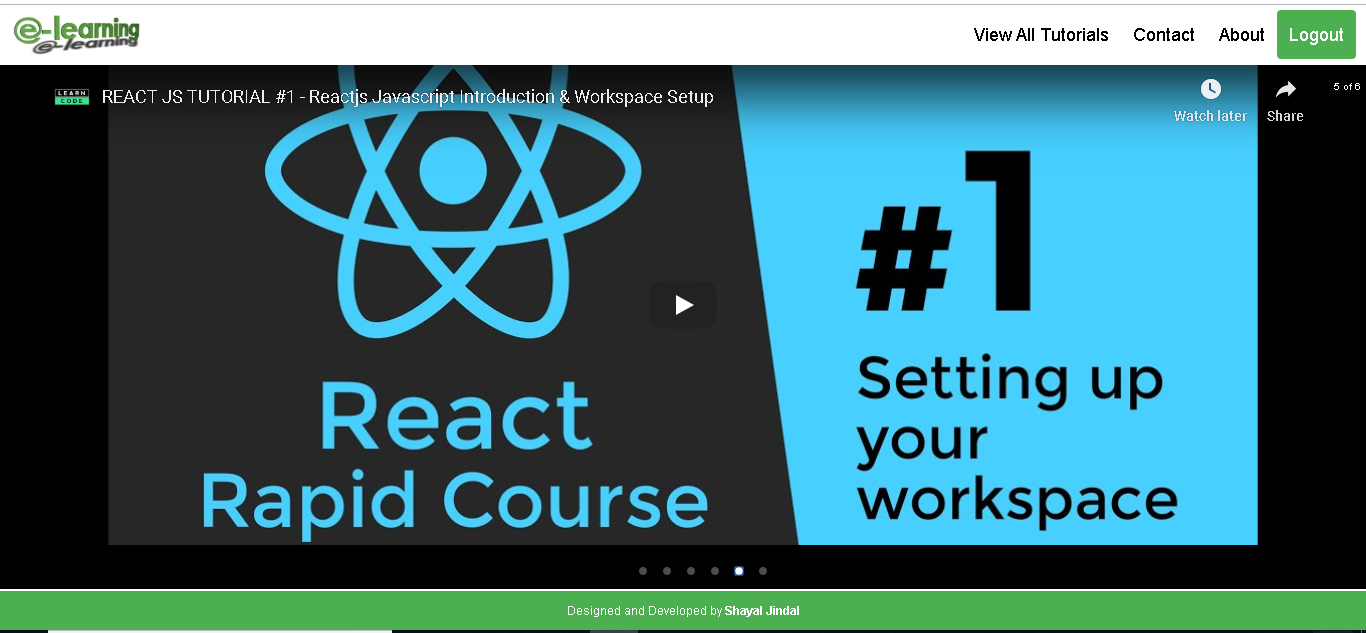 e-learning
e-learning
View All Tutorials Contact About Logout
LEARN
CODE
REACT JS TUTORIAL #1 - Reactjs Javascript Introduction & Workspace Setup
Watch later
Share
5 of 6
#1
React
Rapid Course
Setting up
your
workspace
Designed and Developed by Shayal Jindal